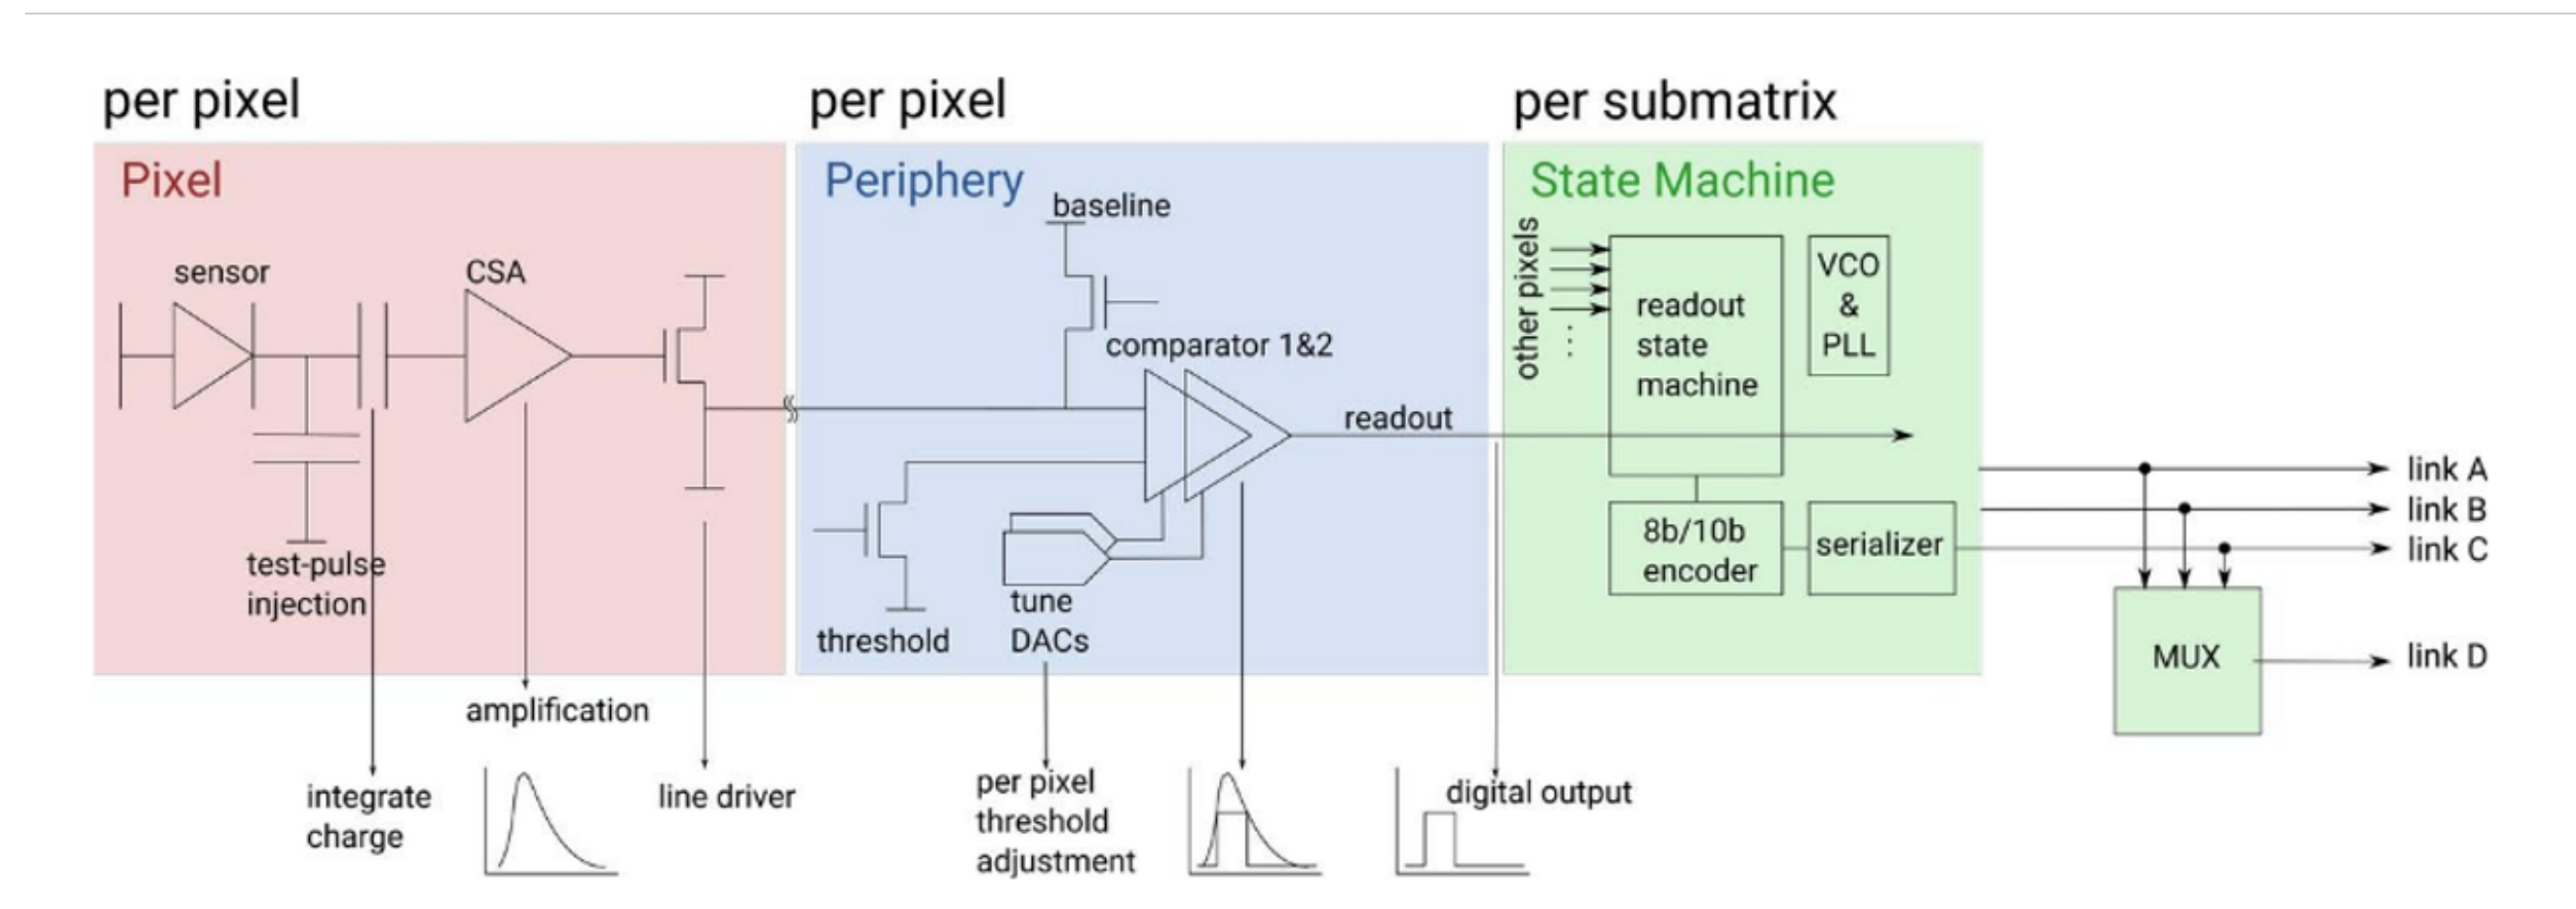 per pixel
per pixel
per submatrix
Pixel
Periphery
State Machine
baseline
sensor
CSA
other pixels
readout
state
machine
VCO
&
PLL
comparator 1&2
readout
8b/10b
encoder
serializer
link A
link B
link C
test-pulse
injection
threshold
tune
DACs
MUX
link D
amplification
integrate
charge
line driver
per pixel
threshold
adjustment
digital output